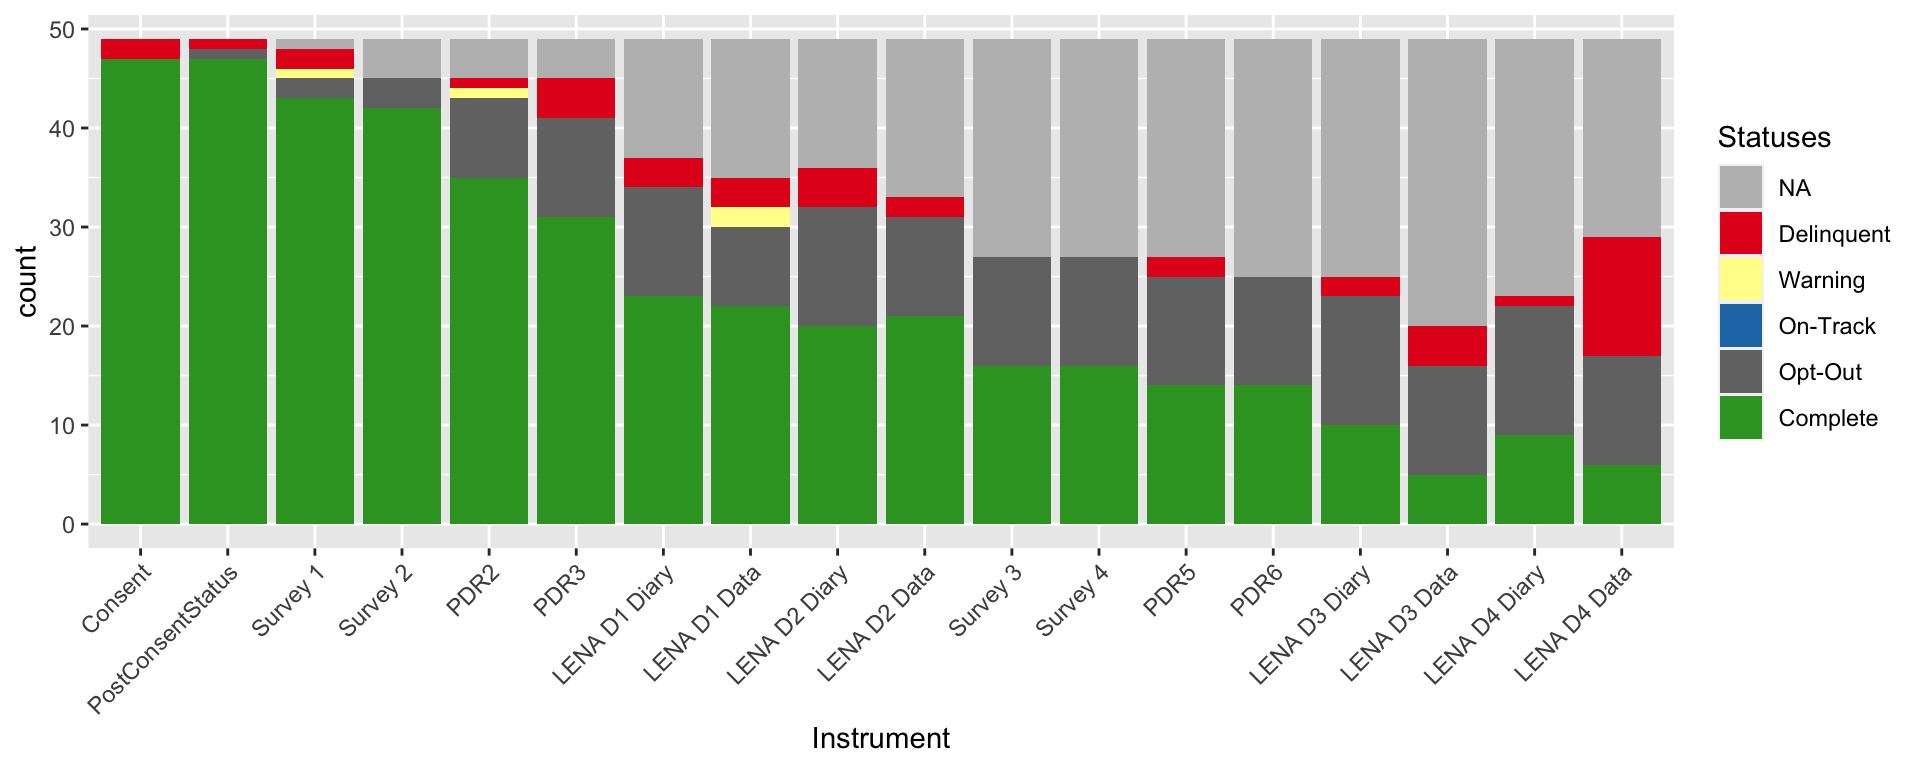 50
40
30
20
10
0
count
Consent
PostConsentStatus
Survey 1
Survey 2
PDR2
PDR3
LENA D1 Diary
LENA D1 Data
LENA D2 Diary
LENA D2 Data
Survey 3
Survey 4
PDR5
PDR6
LENA D3 Diary
LENA D3 Data
LENA D4 Diary
LENA D4 Data
Instrument
Statuses
NA
Delinquent
Warning
On-Track
Opt-Out
Complete